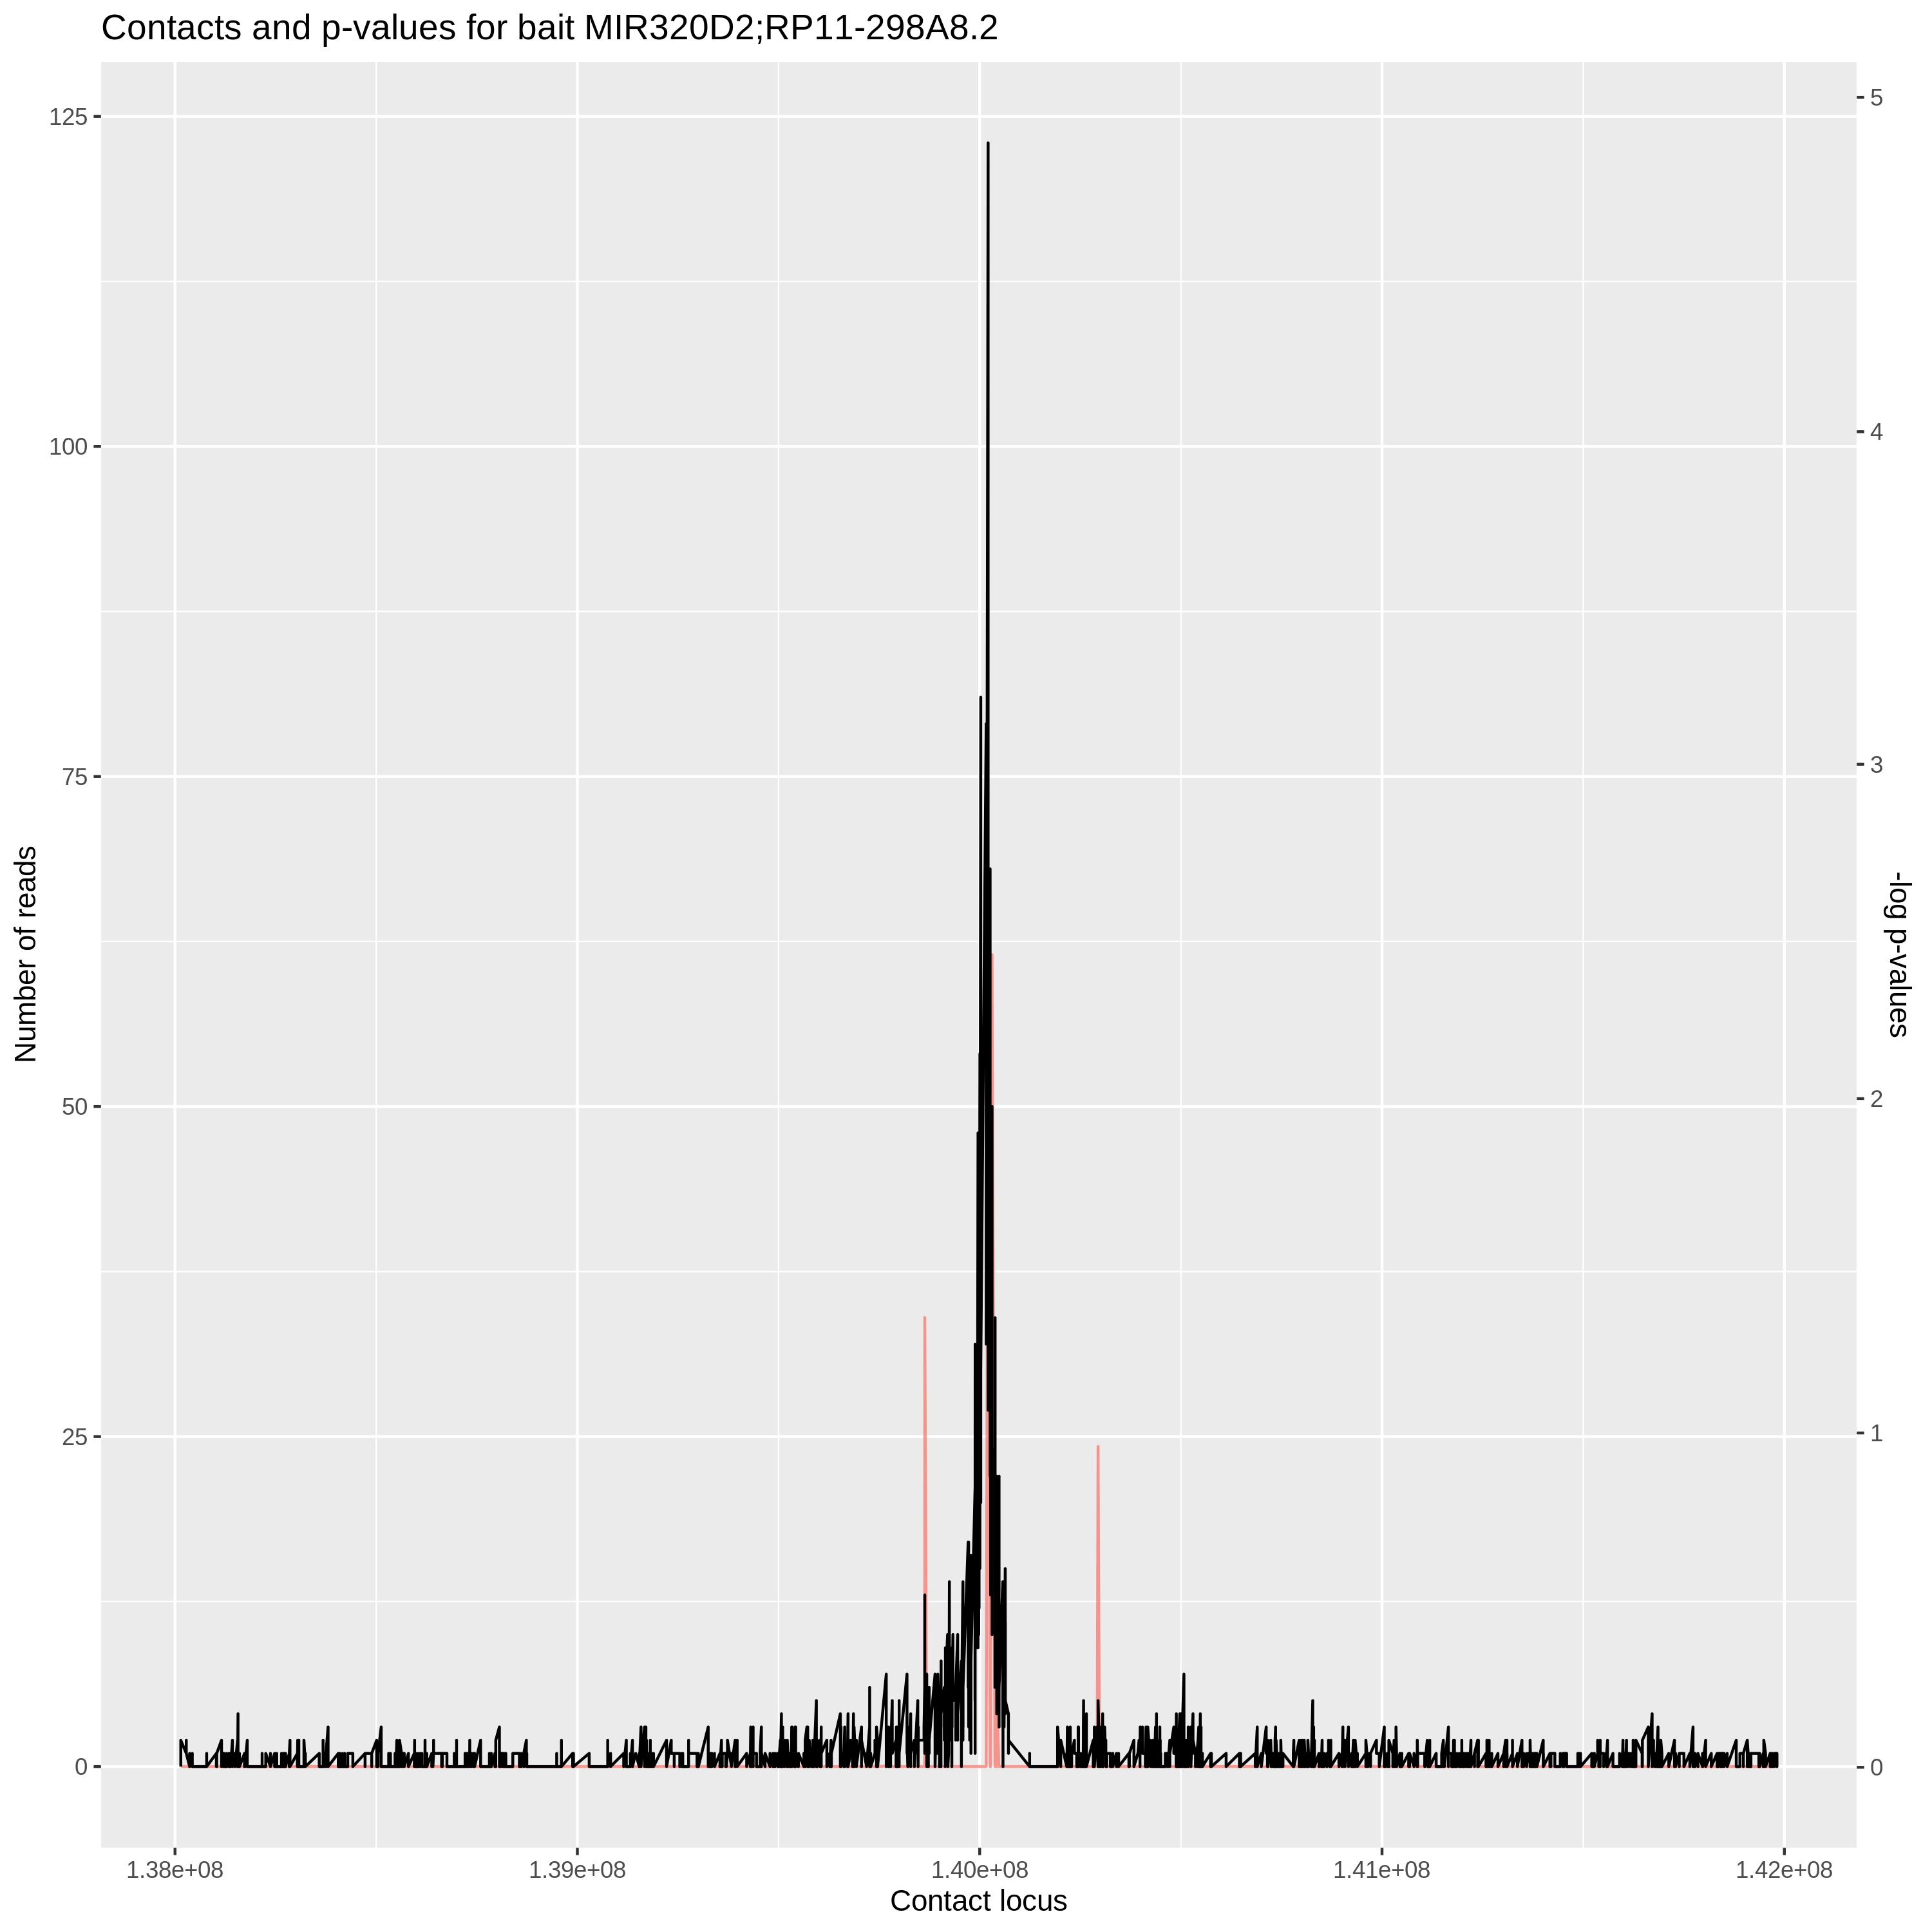 Contacts and p-values for bait MIR320D2;RP11-298A8.2
125
100
75
50
25
0
Number of reads
5
4
3
2
1
0
-log p-values
1.38e+08 1.39e+08 1.40e+08 1.41e+08 1.42e+08
Contact locus